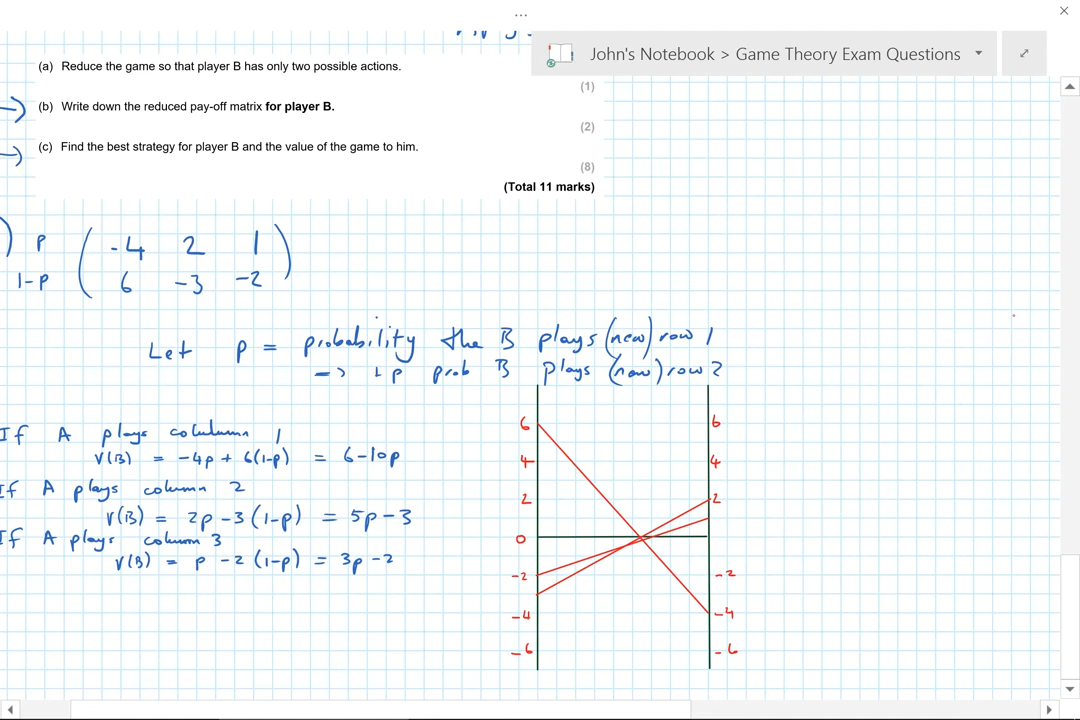 ...
John's Notebook > Game Theory Exam Questions
(a) Reduce the game so that player B has only two possible actions.
(1)
(b) Write down the reduced pay-off matrix for player B.
(2)
(c) Find the best strategy for player B and the value of the game to him.
(8)
(Total 11 marks)
) p ( -4 2 1 )
1-p ( 6 -3 -2 )
Let p = probability the B plays (new) row 1
→ 1-p prob B plays (now) row 2
If A plays coludumn 1
V(B) = -4p + 6(1-p) = 6-10p
If A plays column 2
V(B) = 2p - 3(1-p) = 5p - 3
If A plays column 3
V(B) = p - 2(1-p) = 3p - 2
6 6
4 4
2 2
0
-2 -2
-4 -4
-6 -6